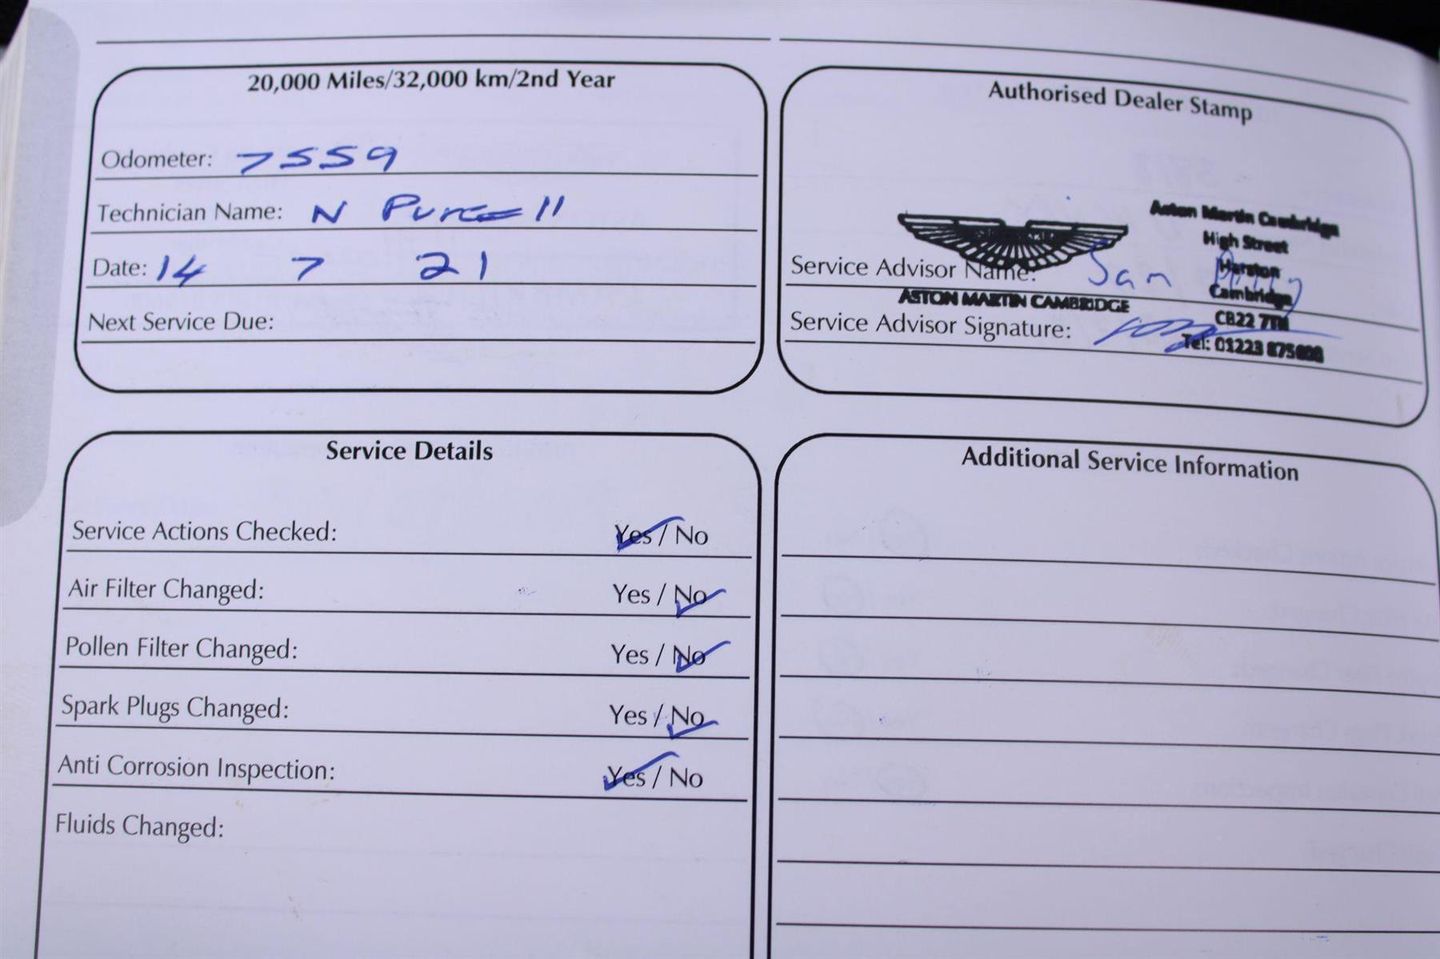 20,000 Miles/32,000 km/2nd Year
Odometer: 7559
Technician Name: N Purcell
Date: 14 7 21
Next Service Due:
Authorised Dealer Stamp
Aston Martin Cambridge
High Street
Harston
Cambridge
CB22 7
Tel: 01223
Service Advisor Name:
ASTON MARTIN CAMBRIDGE
Service Advisor Signature:
Service Details
Service Actions Checked: Yes / No
Air Filter Changed: Yes / No
Pollen Filter Changed: Yes / No
Spark Plugs Changed: Yes / No
Anti Corrosion Inspection: Yes / No
Fluids Changed:
Additional Service Information